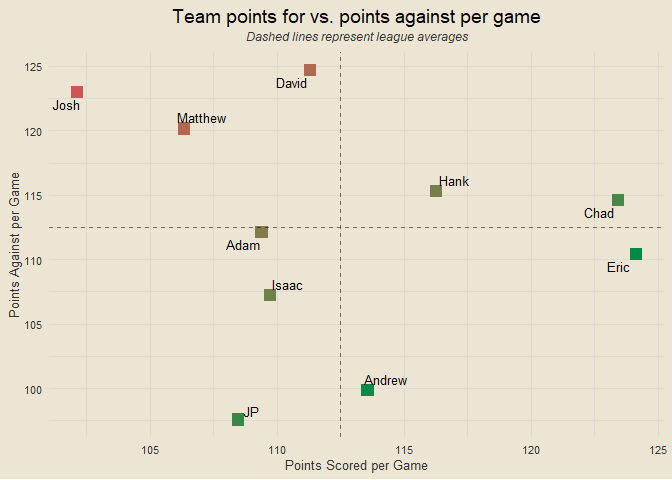 Team points for vs. points against per game
Dashed lines represent league averages
Points Against per Game
125
120
115
110
105
100
David
Josh
Matthew
Hank
Chad
Adam
Eric
Isaac
Andrew
JP
105
110
115
120
125
Points Scored per Game